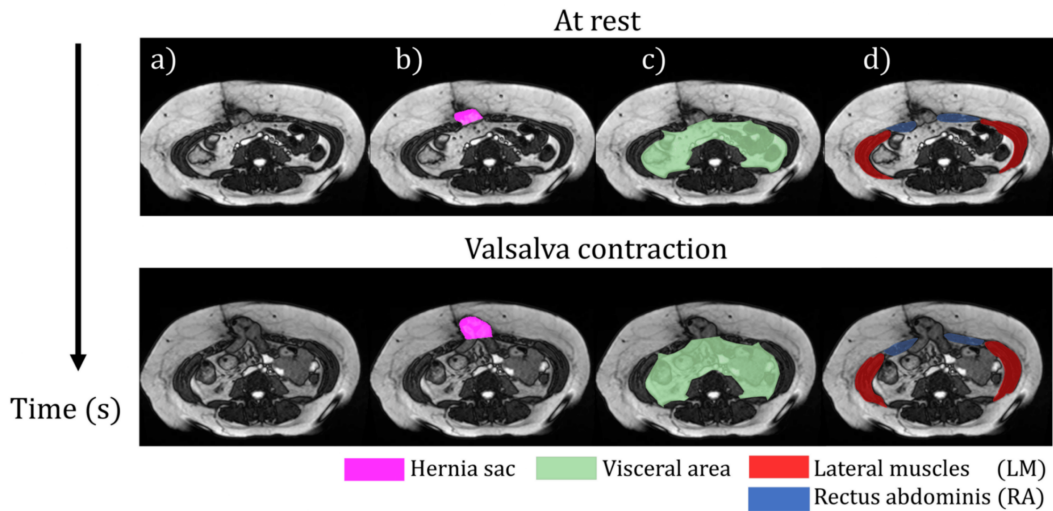 At rest
a) b) c) d)
Valsalva contraction
Time (s)
Hernia sac Visceral area Lateral muscles (LM)
Rectus abdominis (RA)